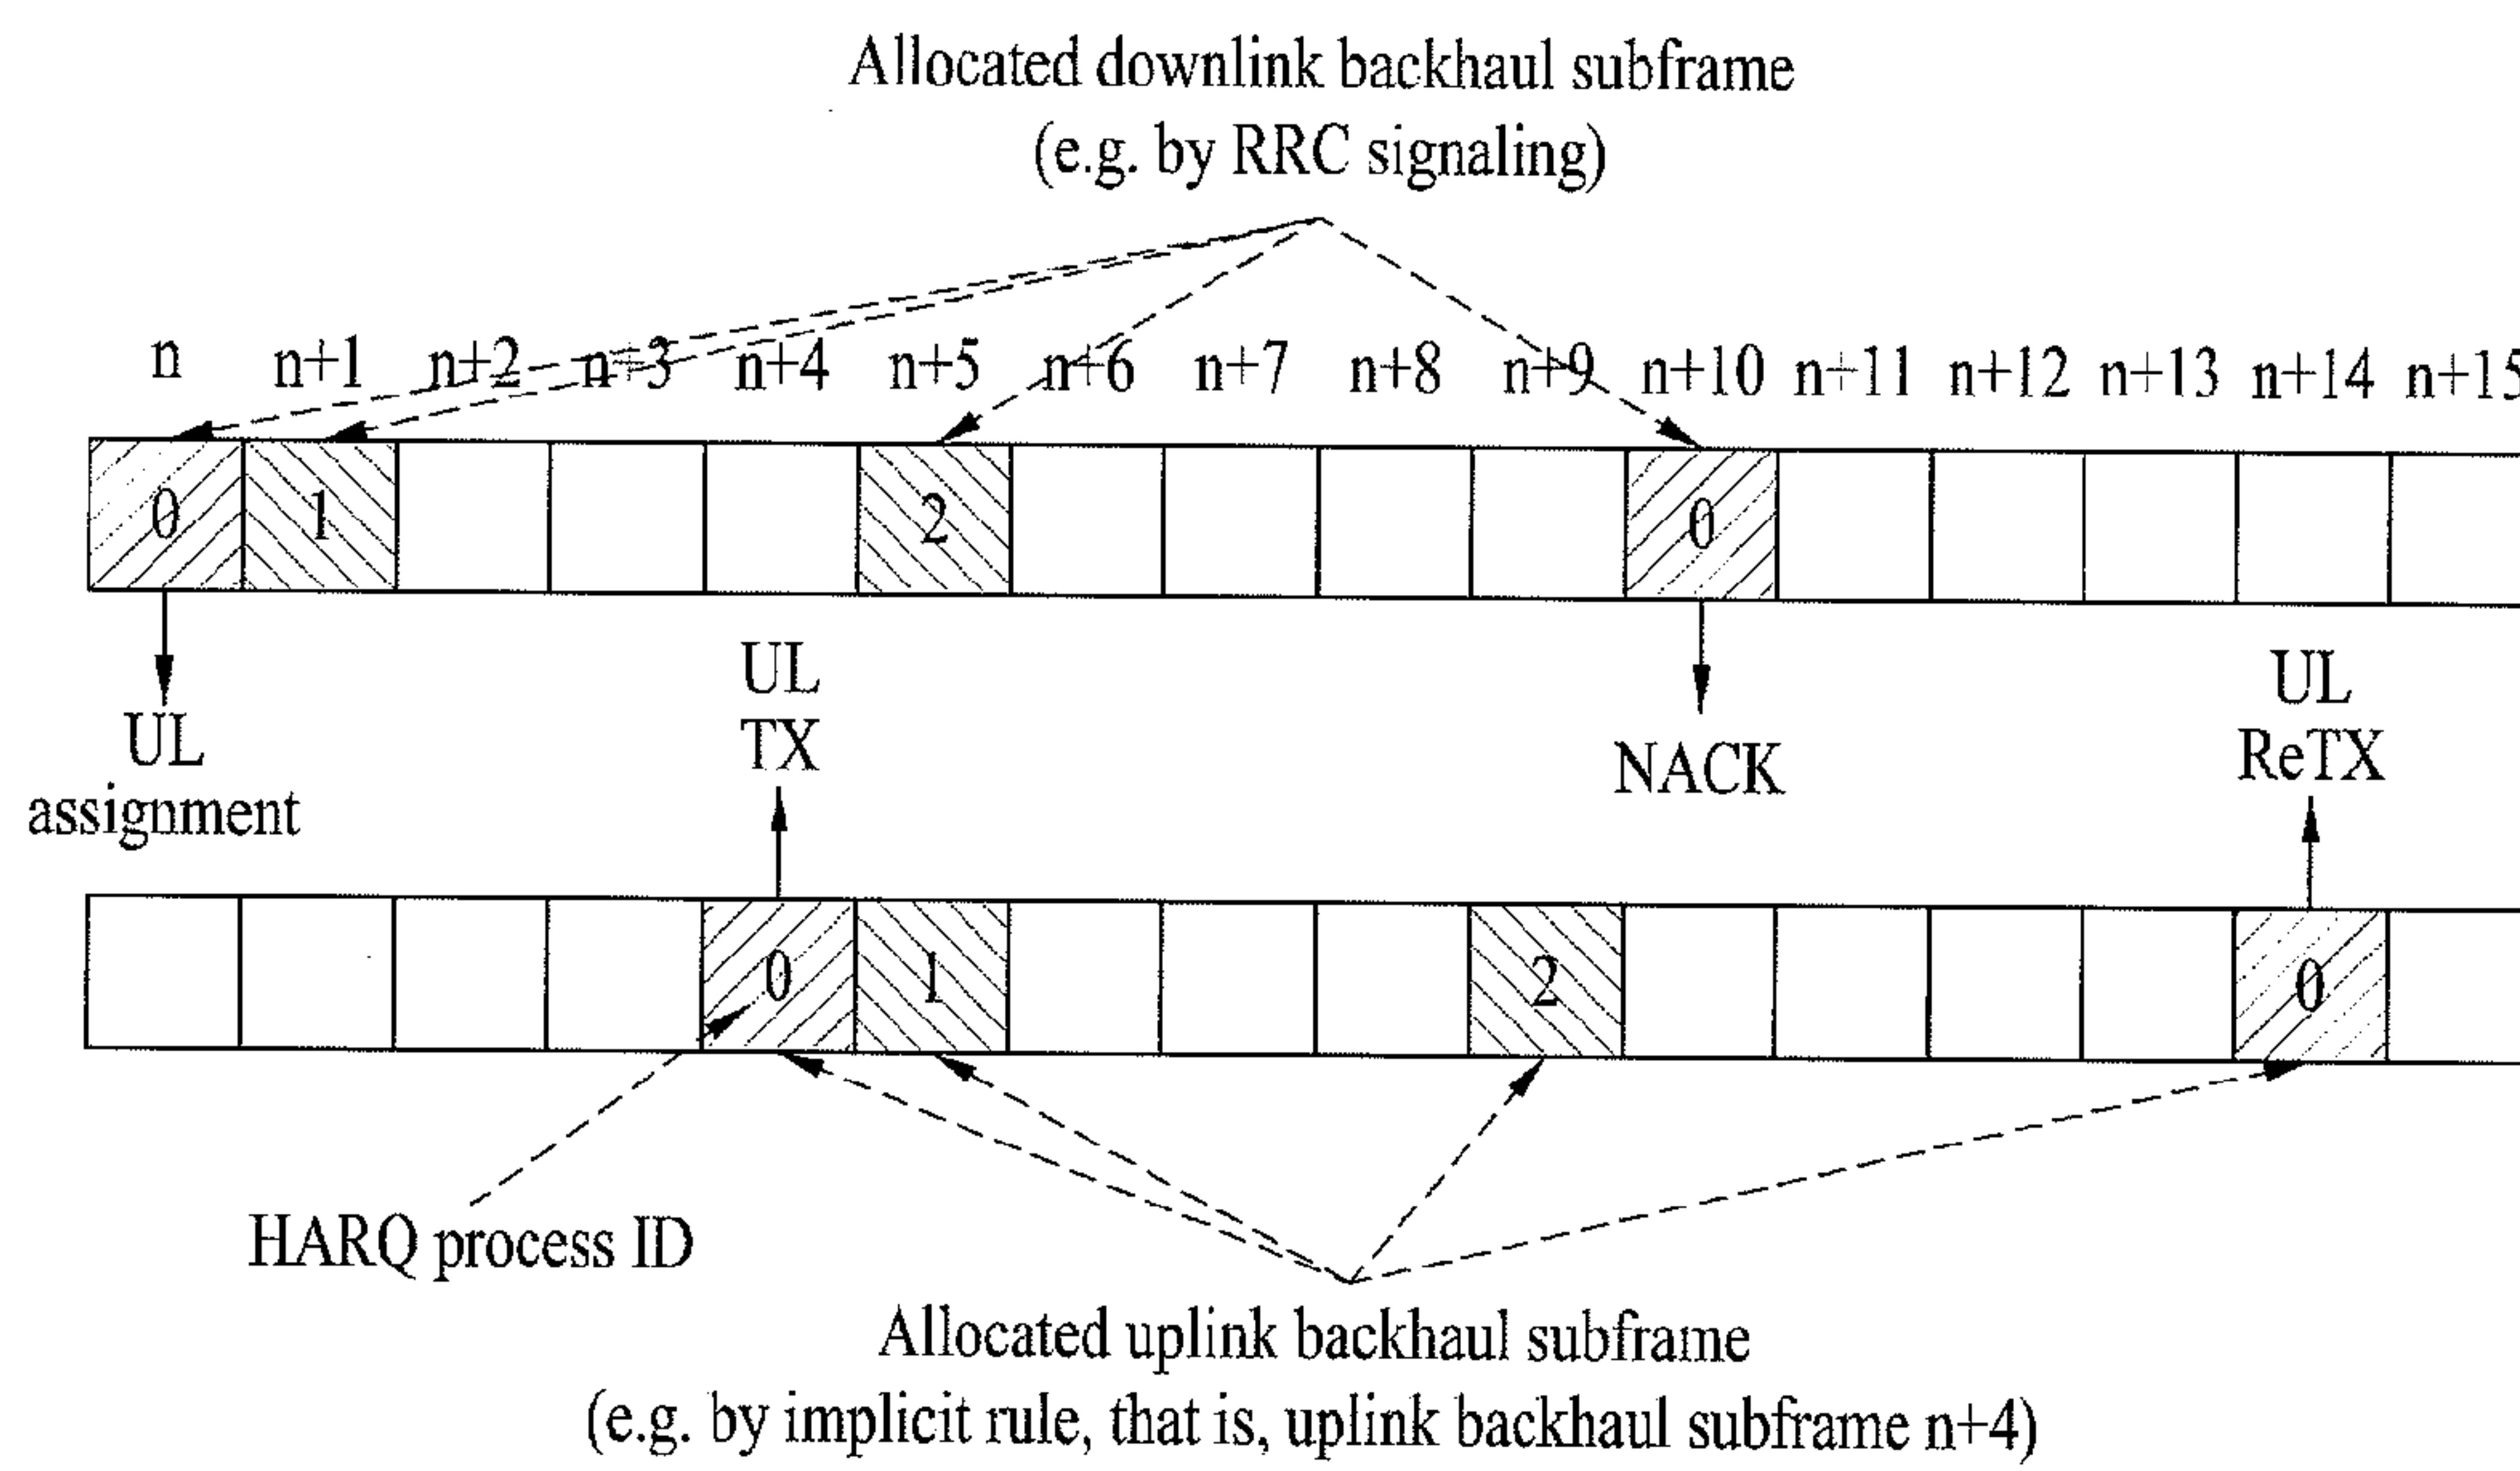 Allocated downlink backhaul subframe
(e.g. by RRC signaling)
n n+1 n+2 n+3 n+4 n+5 n+6 n+7 n+8 n+9 n+10 n+11 n+12 n+13 n+14 n+15
0 1 2 0
UL
assignment
UL
TX
NACK
UL
ReTX
0 1 2 0
HARQ process ID
Allocated uplink backhaul subframe
(e.g. by implicit rule, that is, uplink backhaul subframe n+4)